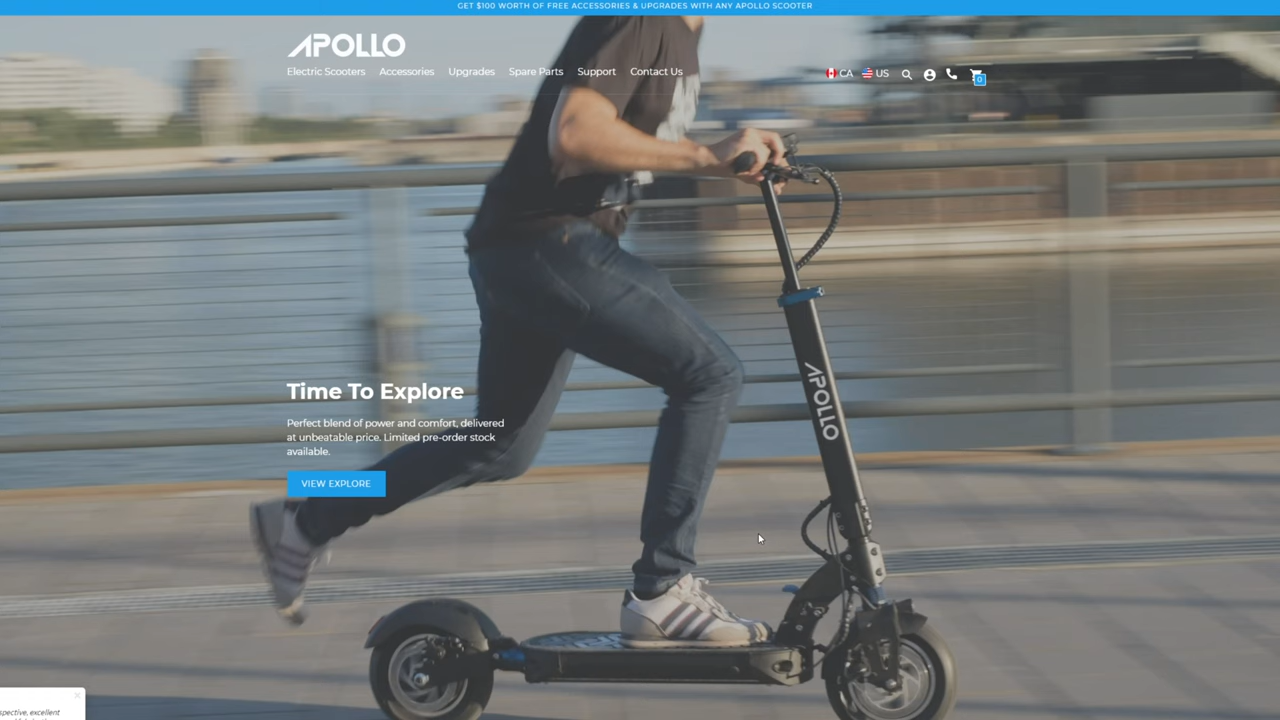 GET $100 WORTH OF FREE ACCESSORIES & UPGRADES WITH ANY APOLLO SCOOTER
APOLLO
Electric Scooters Accessories Upgrades Spare Parts Support Contact Us
CA US
0
APOLLO
Time To Explore
Perfect blend of power and comfort, delivered
at unbeatable price. Limited pre-order stock
available.
VIEW EXPLORE
excellent